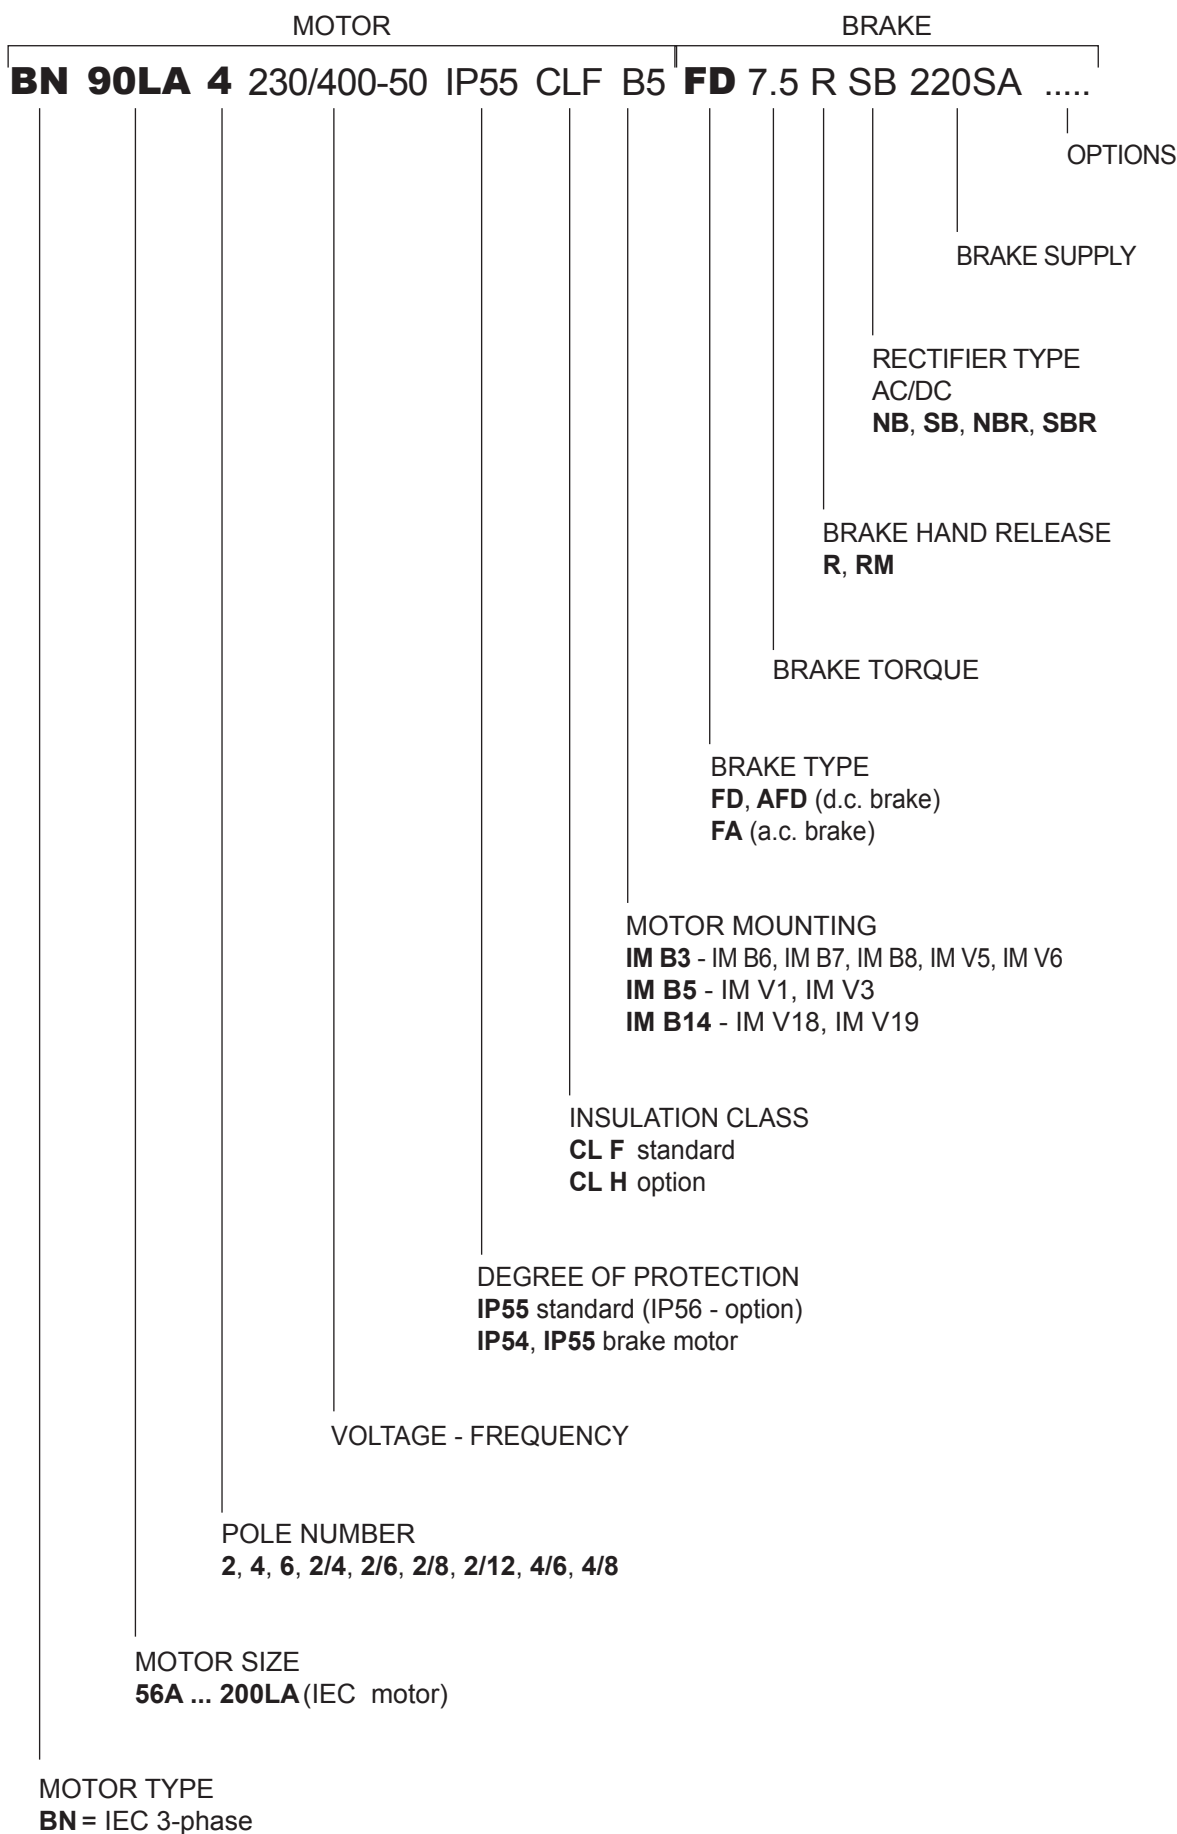 MOTOR BRAKE
BN 90LA 4 230/400-50 IP55 CLF B5 FD 7.5 R SB 220SA .....
OPTIONS
BRAKE SUPPLY
RECTIFIER TYPE
AC/DC
NB, SB, NBR, SBR
BRAKE HAND RELEASE
R, RM
BRAKE TORQUE
BRAKE TYPE
FD, AFD (d.c. brake)
FA (a.c. brake)
MOTOR MOUNTING
IM B3 - IM B6, IM B7, IM B8, IM V5, IM V6
IM B5 - IM V1, IM V3
IM B14 - IM V18, IM V19
INSULATION CLASS
CL F standard
CL H option
DEGREE OF PROTECTION
IP55 standard (IP56 - option)
IP54, IP55 brake motor
VOLTAGE - FREQUENCY
POLE NUMBER
2, 4, 6, 2/4, 2/6, 2/8, 2/12, 4/6, 4/8
MOTOR SIZE
56A ... 200LA (IEC motor)
MOTOR TYPE
BN = IEC 3-phase